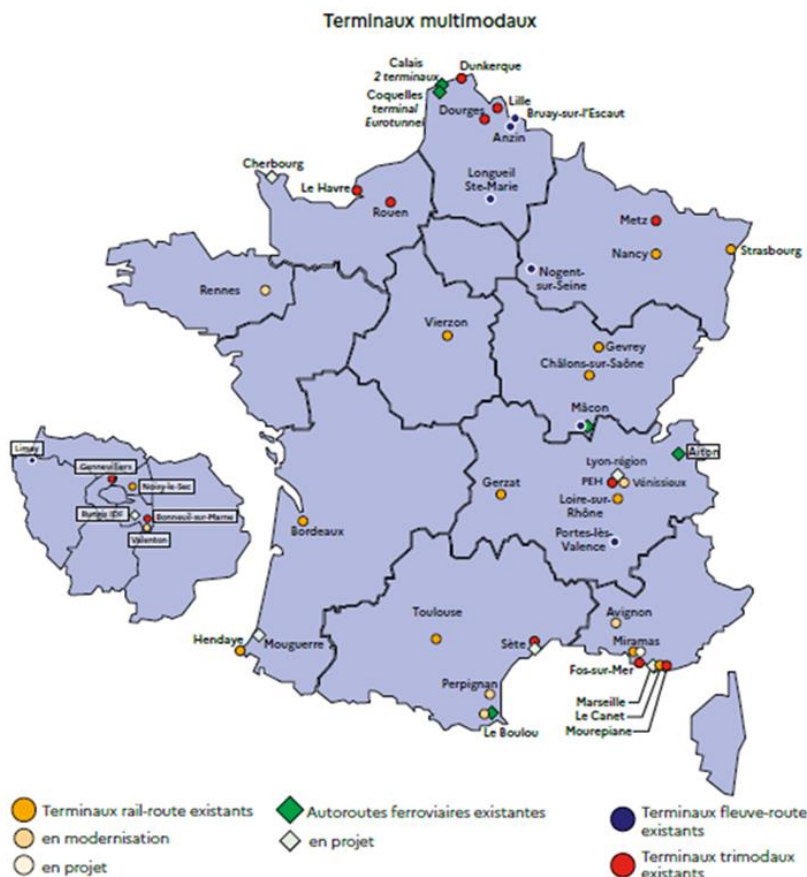 Terminaux multimodaux
Calais
2 terminaux
Dunkerque
Coquelles
terminal
Eurotunnel
Lille
Dourges
Bruay-sur-l'Escaut
Anzin
Cherbourg
Longueil
Ste-Marie
Le Havre
Rouen
Metz
Nancy
Strasbourg
Nogent-
sur-Seine
Rennes
Vierzon
Gevrey
Châlons-sur-Saône
Mâcon
Limay
Gennevilliers
Noisy-le-Sec
Rungis IDF
Bonneuil-sur-Marne
Valenton
Aiton
Lyon-région
PEH
Vénissieux
Gerzat
Loire-sur-
Rhône
Bordeaux
Portes-lès-
Valence
Avignon
Toulouse
Hendaye
Mouguerre
Sète
Miramas
Fos-sur-Mer
Perpignan
Marseille
Le Canet
Mourepiane
Le Boulou
Terminaux rail-route existants
en modernisation
en projet
Autoroutes ferroviaires existantes
en projet
Terminaux fleuve-route
existants
Terminaux trimodaux
existants